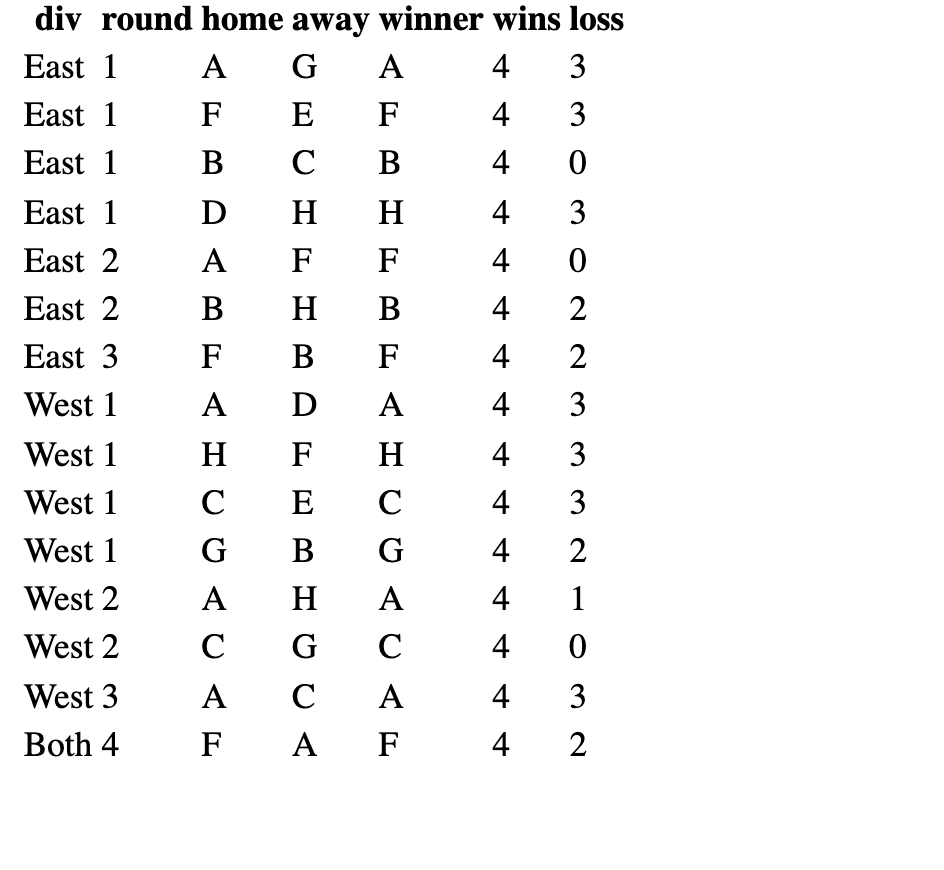 div round home away winner wins loss
East 1 A G A 4 3
East 1 F E F 4 3
East 1 B C B 4 0
East 1 D H H 4 3
East 2 A F F 4 0
East 2 B H B 4 2
East 3 F B F 4 2
West 1 A D A 4 3
West 1 H F H 4 3
West 1 C E C 4 3
West 1 G B G 4 2
West 2 A H A 4 1
West 2 C G C 4 0
West 3 A C A 4 3
Both 4 F A F 4 2